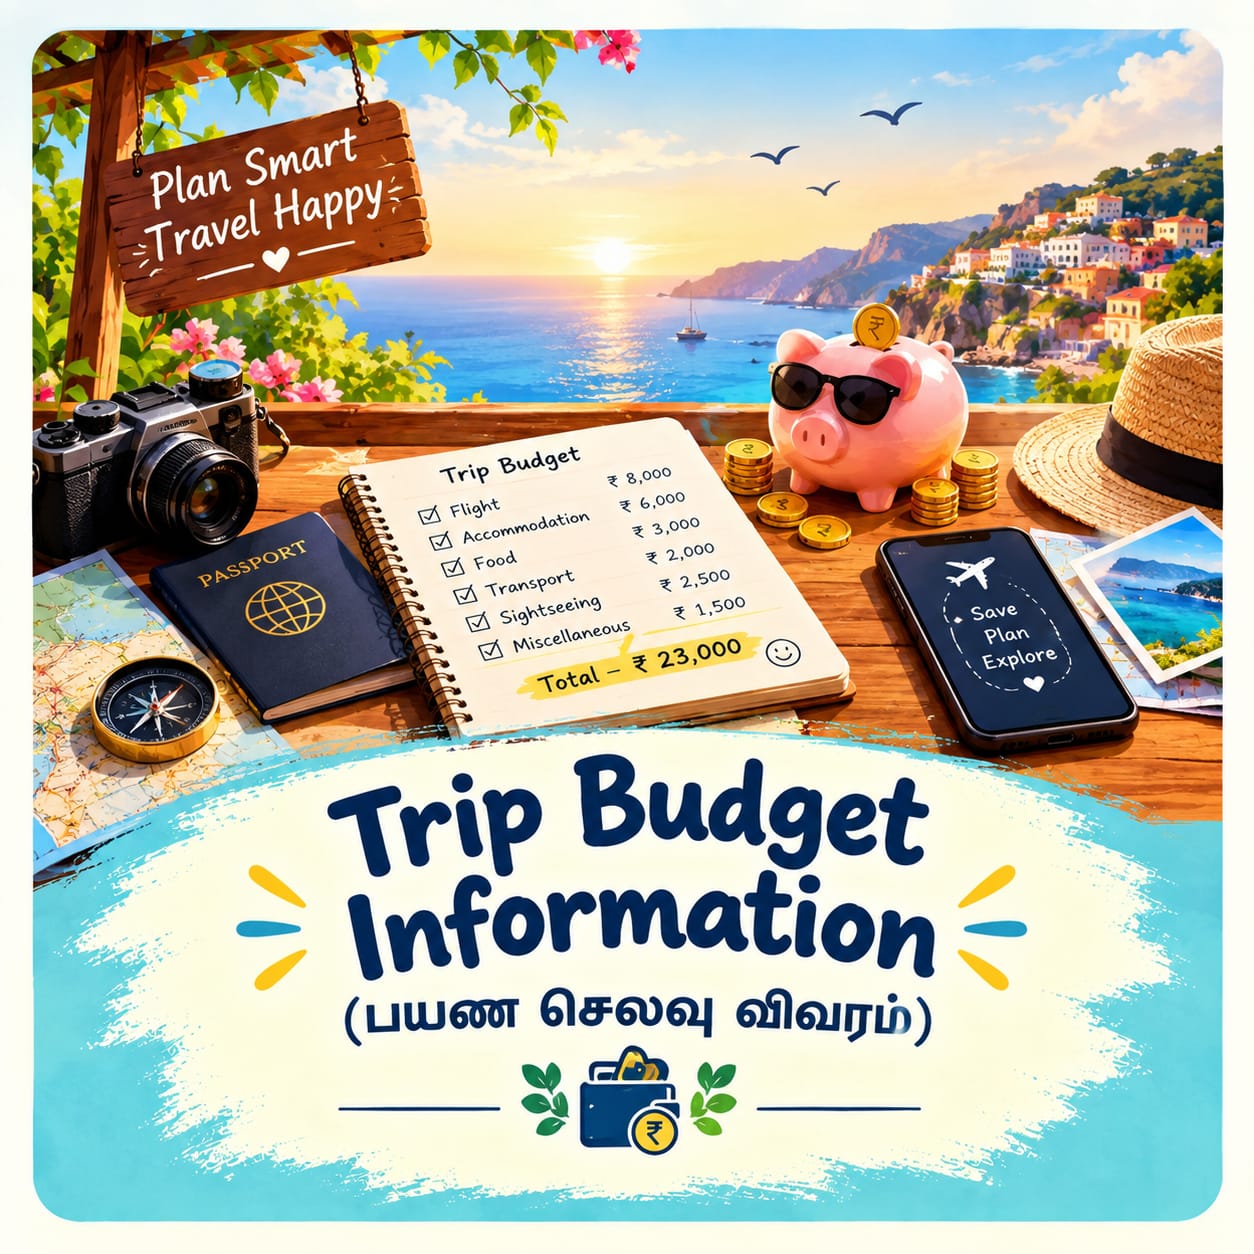 Plan Smart
Travel Happy
Trip Budget
Flight ₹ 8,000
Accommodation ₹ 6,000
Food ₹ 3,000
Transport ₹ 2,000
Sightseeing ₹ 2,500
Miscellaneous ₹ 1,500
Total – ₹ 23,000
PASSPORT
Save
Plan
Explore
Trip Budget
Information
(பயண செலவு விவரம்)